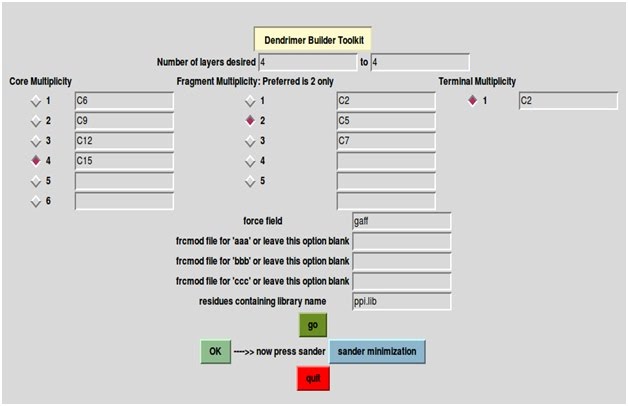 Dendrimer Builder Toolkit
Number of layers desired 4 to 4
Core Multiplicity Fragment Multiplicity: Preferred is 2 only Terminal Multiplicity
1 C6 1 C2 1 C2
2 C9 2 C5
3 C12 3 C7
4 C15 4
5 5
6
force field gaff
frcmod file for 'aaa' or leave this option blank
frcmod file for 'bbb' or leave this option blank
frcmod file for 'ccc' or leave this option blank
residues containing library name ppi.lib
go
OK ---->> now press sander sander minimization
quit